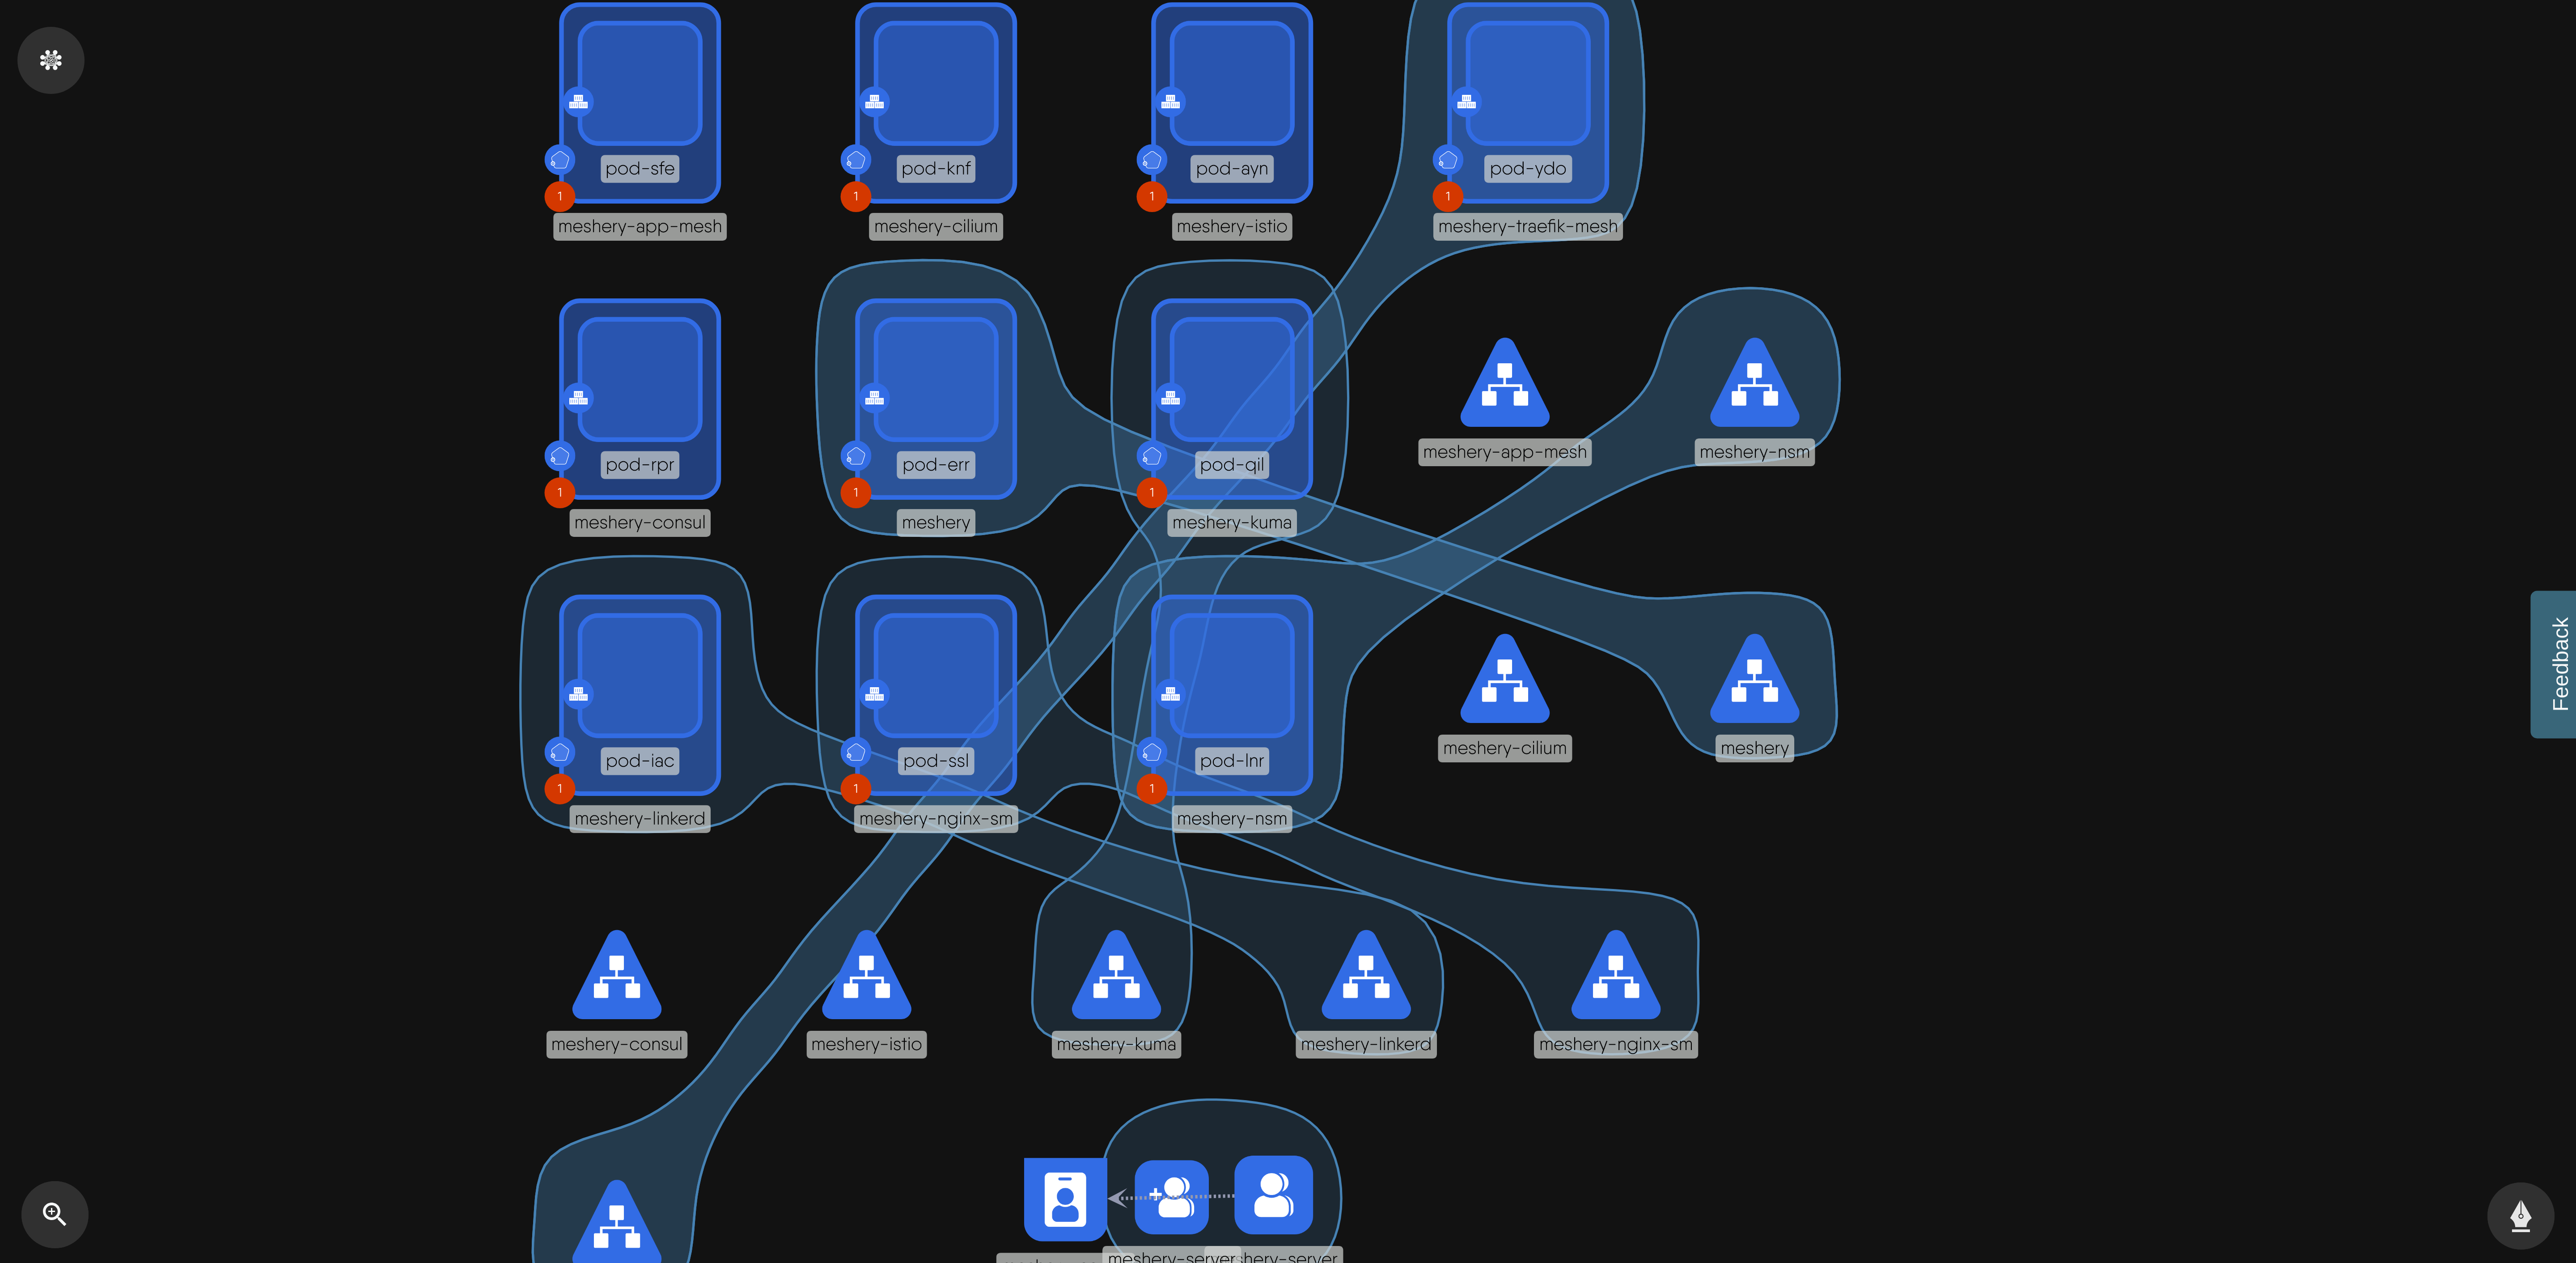 pod-sfe
pod-knf
pod-ayn
pod-ydo
1
1
1
1
meshery-app-mesh
meshery-cilium
meshery-istio
meshery-traefik-mesh
pod-rpr
pod-err
pod-qil
meshery-app-mesh
meshery-nsm
1
1
1
meshery-consul
meshery
meshery-kuma
Feedback
pod-iac
pod-ssl
pod-lnr
meshery-cilium
meshery
1
1
1
meshery-linkerd
meshery-nginx-sm
meshery-nsm
meshery-consul
meshery-istio
meshery-kuma
meshery-linkerd
meshery-nginx-sm
meshery-server